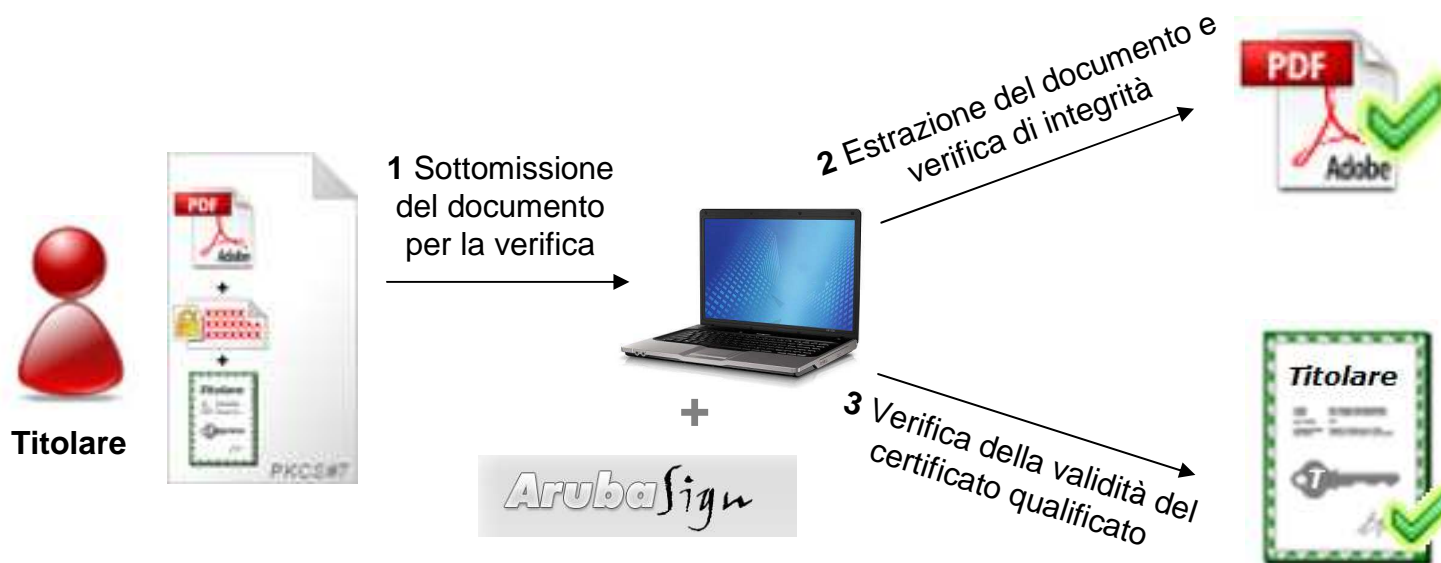 Titolare
PDF
Adobe
+
+
Titolare
PKCS#7
1 Sottomissione
del documento
per la verifica
+
ArubaSign
2 Estrazione del documento e
verifica di integrità
PDF
Adobe
3 Verifica della validità del
certificato qualificato
Titolare
T